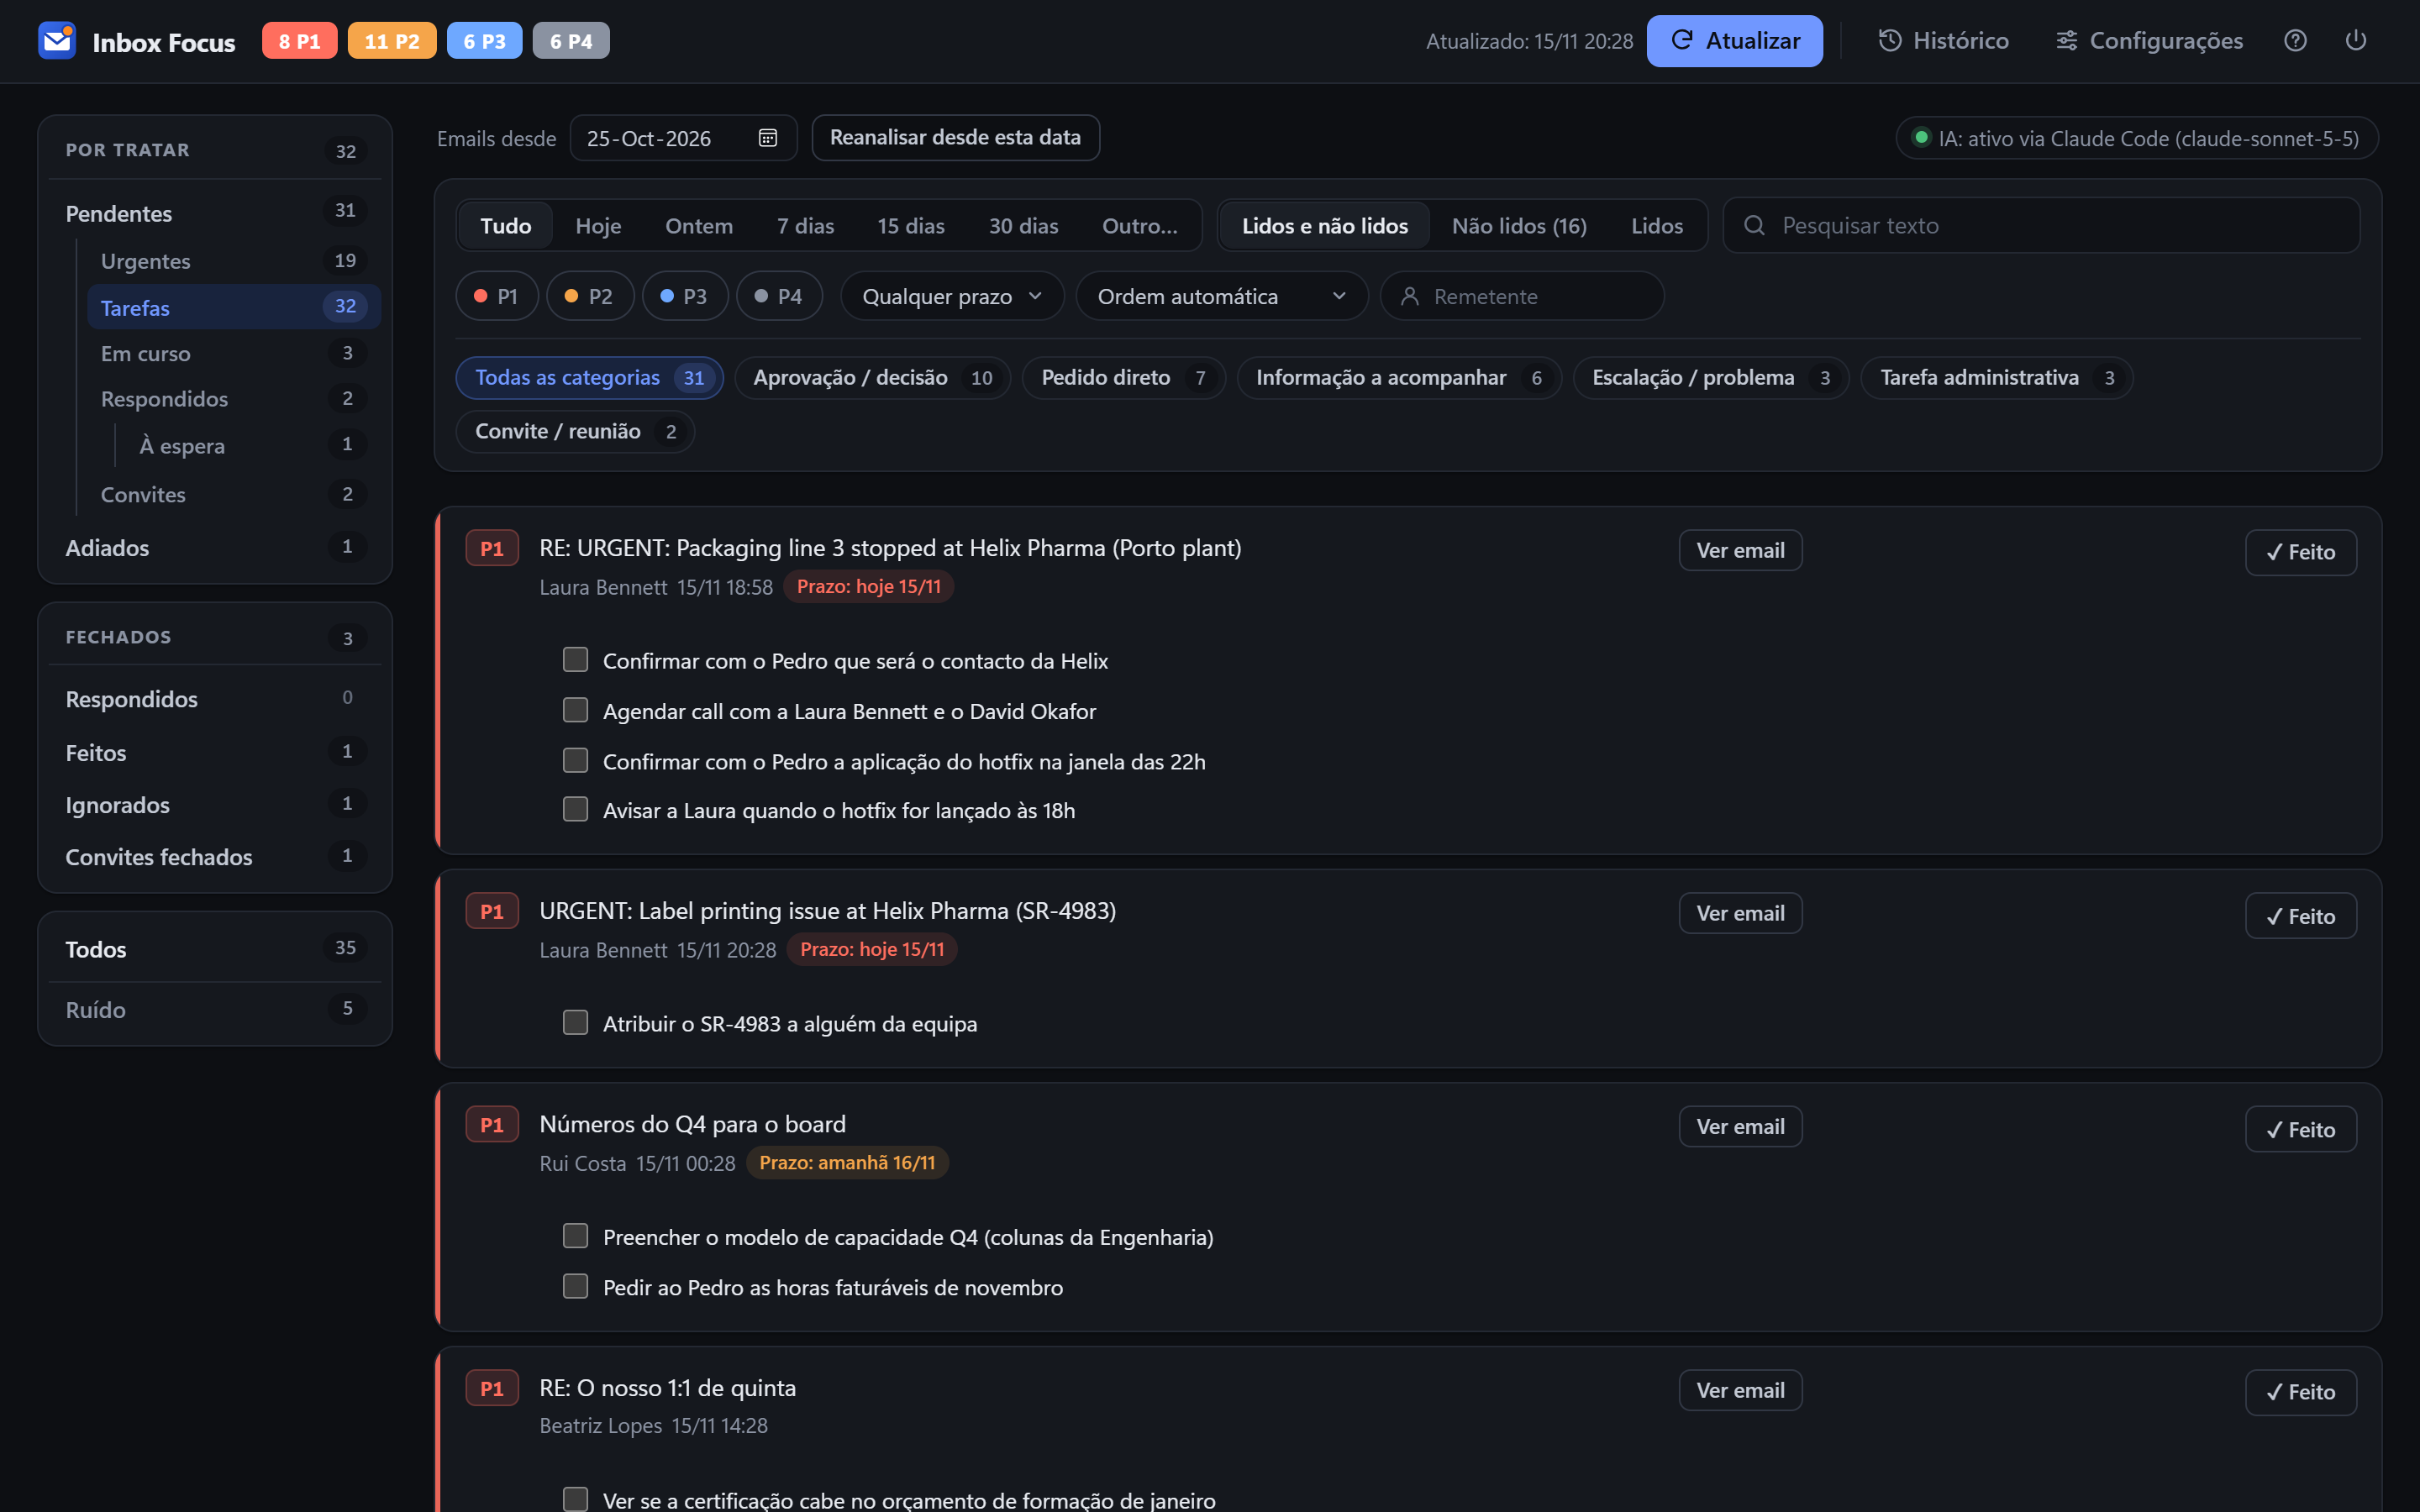 Inbox Focus 8 P1 11 P2 6 P3 6 P4 Atualizado: 15/11 20:28 Atualizar Histórico Configurações
POR TRATAR 32
Pendentes 31
Urgentes 19
Tarefas 32
Em curso 3
Respondidos 2
À espera 1
Convites 2
Adiados 1
FECHADOS 3
Respondidos 0
Feitos 1
Ignorados 1
Convites fechados 1
Todos 35
Ruído 5
Emails desde 25-Oct-2026 Reanalisar desde esta data IA: ativo via Claude Code (claude-sonnet-5-5)
Tudo Hoje Ontem 7 dias 15 dias 30 dias Outro... Lidos e não lidos Não lidos (16) Lidos Pesquisar texto
P1 P2 P3 P4 Qualquer prazo Ordem automática Remetente
Todas as categorias 31 Aprovação / decisão 10 Pedido direto 7 Informação a acompanhar 6 Escalação / problema 3 Tarefa administrativa 3
Convite / reunião 2
P1 RE: URGENT: Packaging line 3 stopped at Helix Pharma (Porto plant) Ver email ✓ Feito
Laura Bennett 15/11 18:58 Prazo: hoje 15/11
Confirmar com o Pedro que será o contacto da Helix
Agendar call com a Laura Bennett e o David Okafor
Confirmar com o Pedro a aplicação do hotfix na janela das 22h
Avisar a Laura quando o hotfix for lançado às 18h
P1 URGENT: Label printing issue at Helix Pharma (SR-4983) Ver email ✓ Feito
Laura Bennett 15/11 20:28 Prazo: hoje 15/11
Atribuir o SR-4983 a alguém da equipa
P1 Números do Q4 para o board Ver email ✓ Feito
Rui Costa 15/11 00:28 Prazo: amanhã 16/11
Preencher o modelo de capacidade Q4 (colunas da Engenharia)
Pedir ao Pedro as horas faturáveis de novembro
P1 RE: O nosso 1:1 de quinta Ver email ✓ Feito
Beatriz Lopes 15/11 14:28
Ver se a certificação cabe no orçamento de formação de janeiro